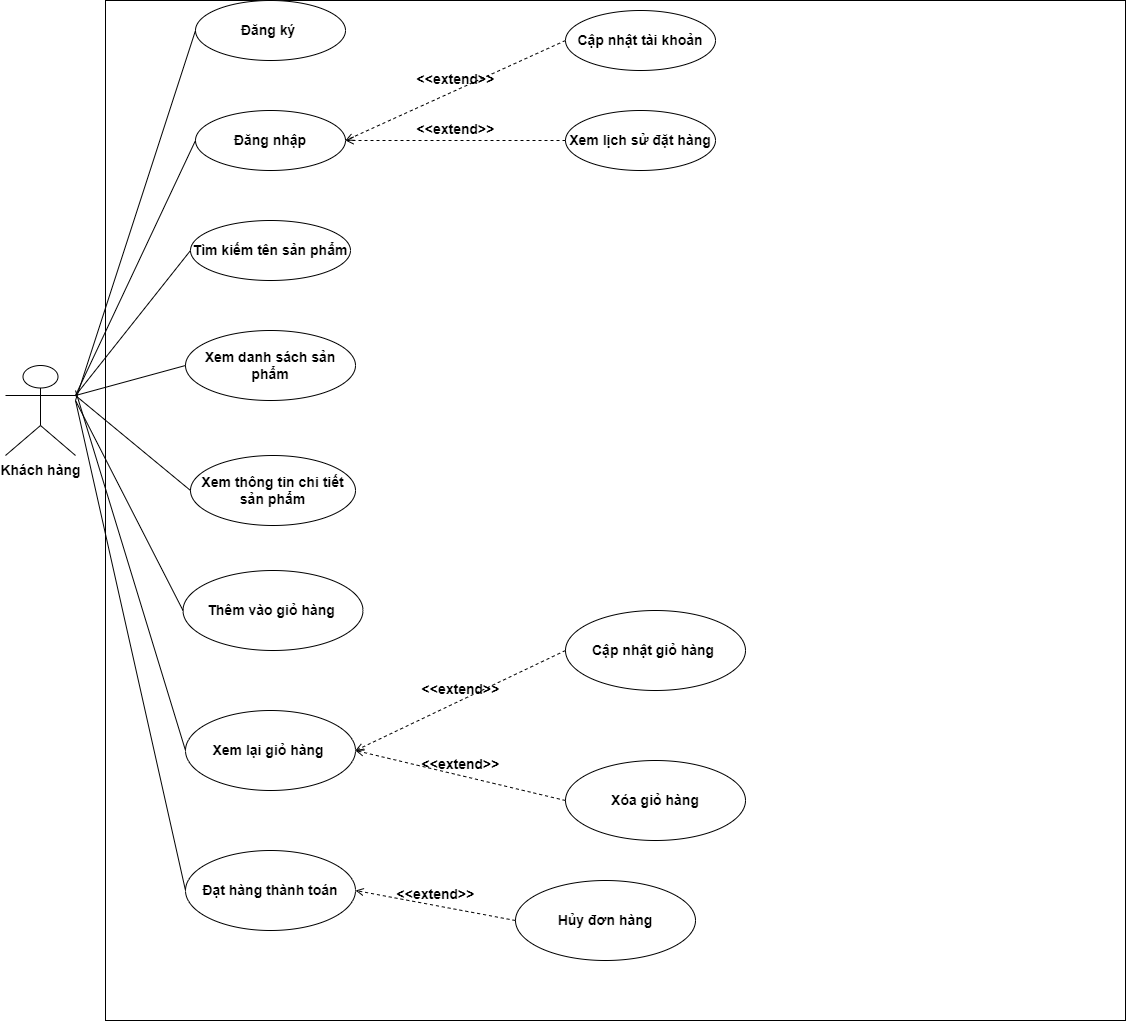 Đăng ký
Cập nhật tài khoản
<<extend>>
Đăng nhập
<<extend>>
Xem lịch sử đặt hàng
Tìm kiếm tên sản phẩm
Xem danh sách sản
phẩm
Khách hàng
Xem thông tin chi tiết
sản phẩm
Thêm vào giỏ hàng
Cập nhật giỏ hàng
<<extend>>
Xem lại giỏ hàng
<<extend>>
Xóa giỏ hàng
Đạt hàng thành toán
<<extend>>
Hủy đơn hàng